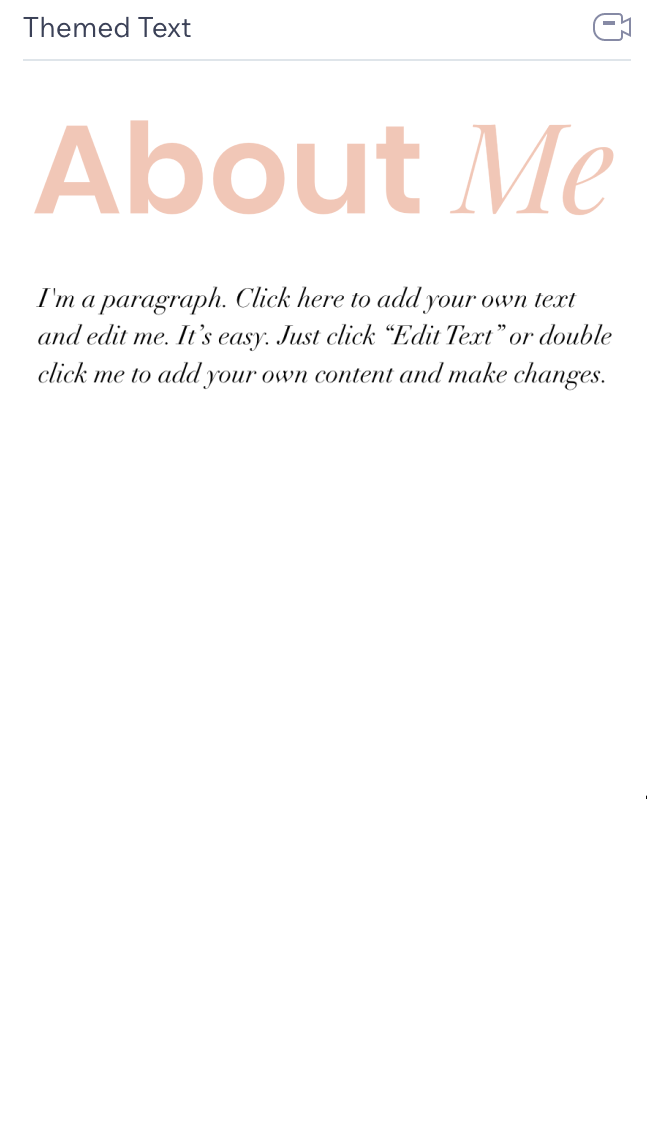 Themed Text
About Me
I'm a paragraph. Click here to add your own text
and edit me. It’s easy. Just click “Edit Text” or double
click me to add your own content and make changes.